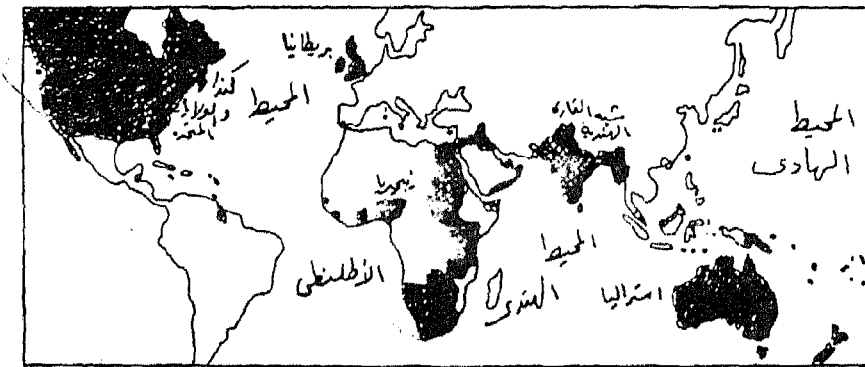 بريطانيا
كندا
والولايات
المتحدة
المحيط
الأطلنطى
نيجيريا
شبه القارة
الهندية
المحيط
الهندى
استراليا
المحيط
الهادى